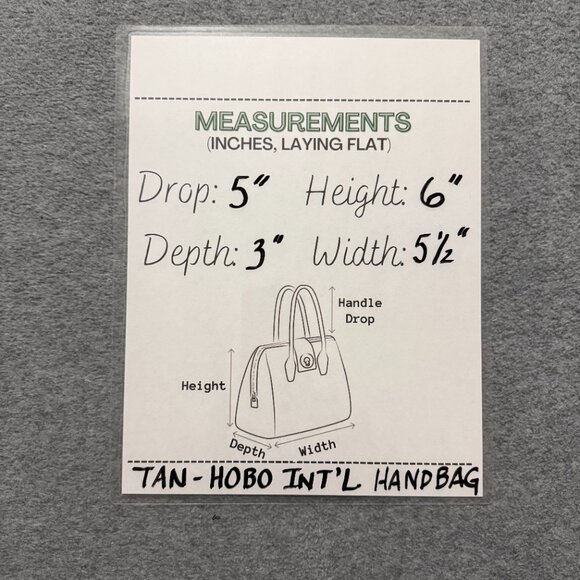 MEASUREMENTS
(INCHES, LAYING FLAT)
Drop: 5" Height: 6"
Depth: 3" Width: 5½"
Handle
Drop
Height
Depth Width
TAN - HOBO INT'L HANDBAG